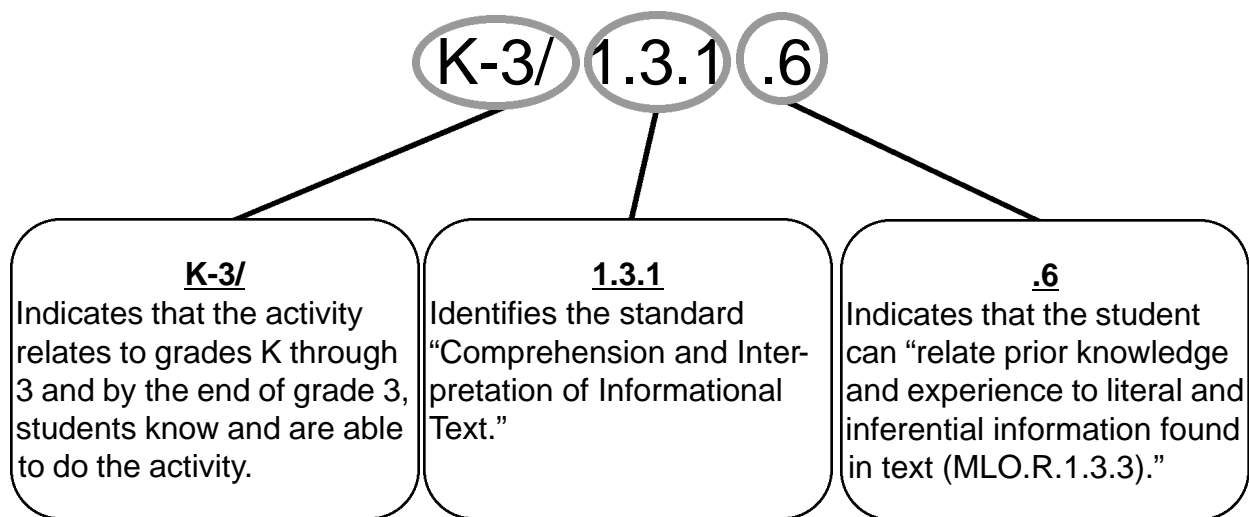 K-3/ 1.3.1 .6
K-3/
Indicates that the activity
relates to grades K through
3 and by the end of grade 3,
students know and are able
to do the activity.
1.3.1
Identifies the standard
“Comprehension and Inter-
pretation of Informational
Text.”
.6
Indicates that the student
can “relate prior knowledge
and experience to literal and
inferential information found
in text (MLO.R.1.3.3).”